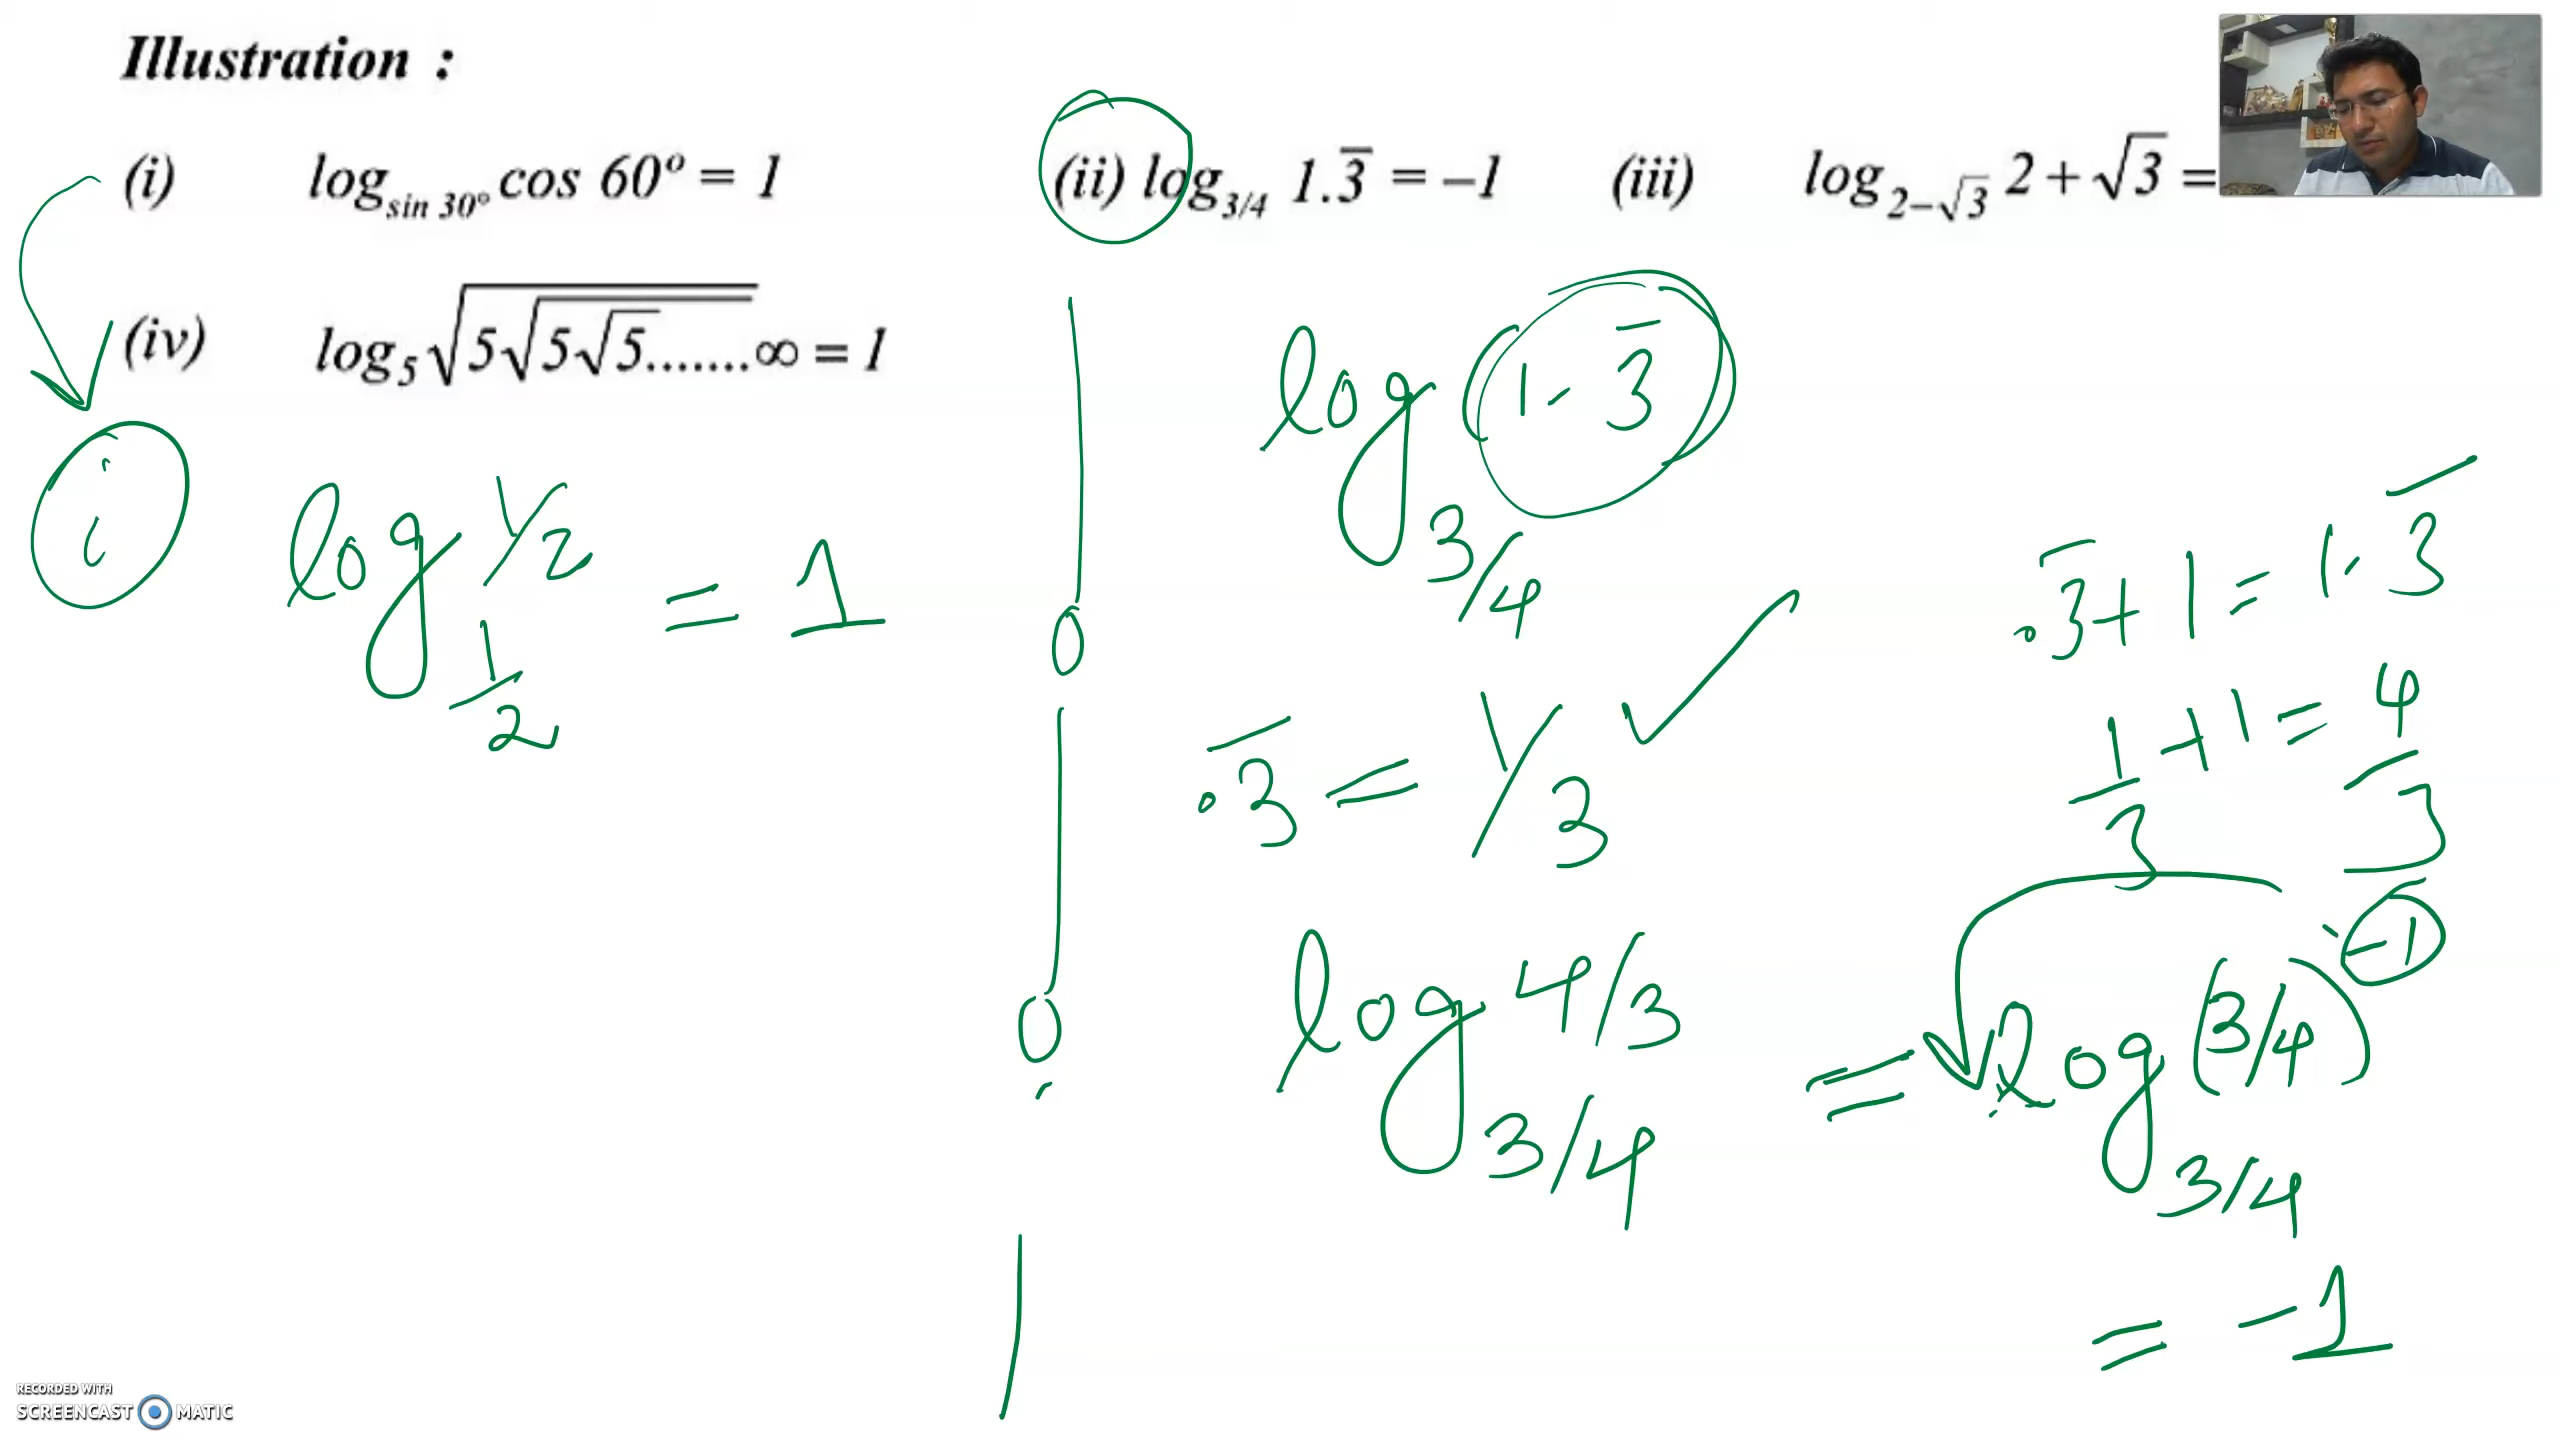 Illustration :
(i) log_{sin 30°} cos 60° = 1 (ii) log_{3/4} 1.3̅ = –1 (iii) log_{2–√3} 2 + √3 =
(iv) log_5 √(5√(5√5.......∞ = 1
i
log_{1/2} 1/2 = 1
log_{3/4} (1.3̅)
.3̅ = 1/3
.3̅ + 1 = 1.3̅
1/3 + 1 = 4/3
log_{3/4} 4/3 = log_{3/4} (3/4)^{-1}
= -1
RECORDED WITH
SCREENCAST MATIC